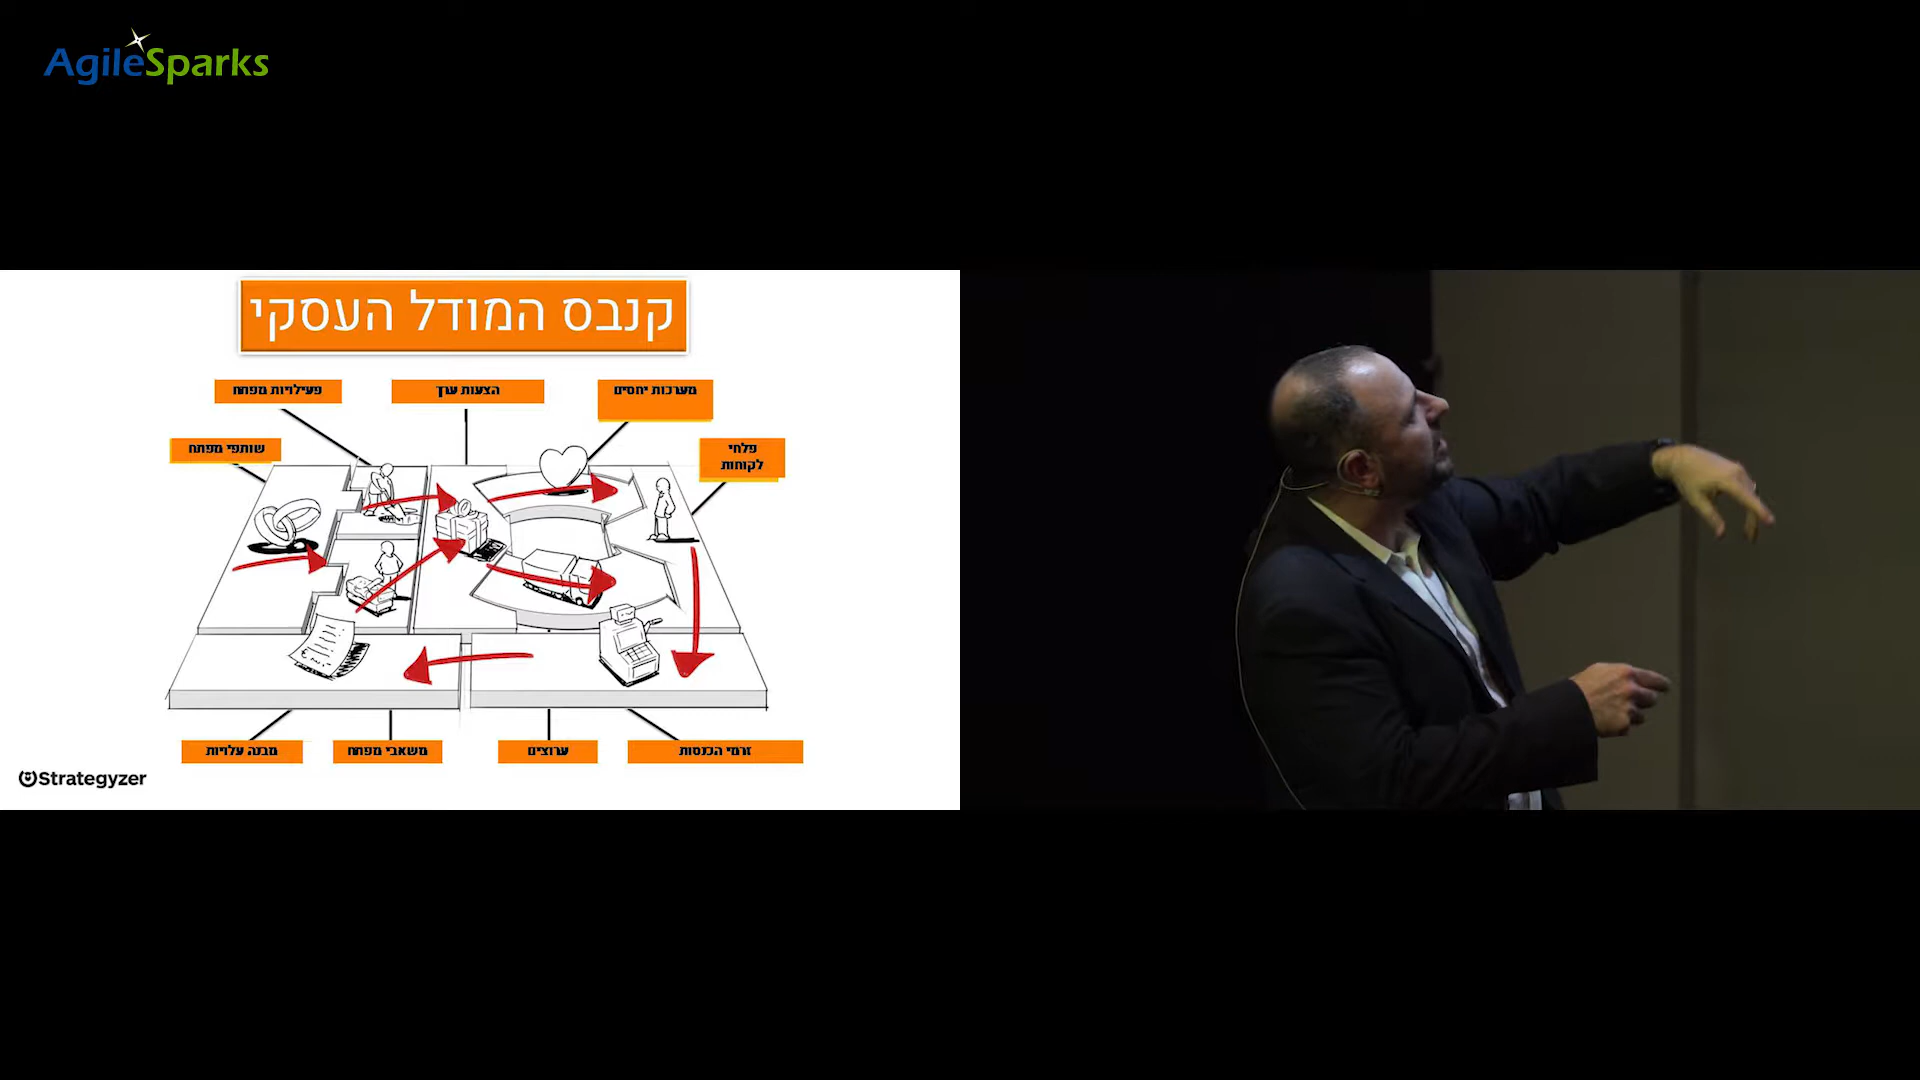 AgileSparks
קנבס המודל העסקי
מערכות יחסים
הצעות ערך
פעילויות מפתח
פלחי
לקוחות
שותפי מפתח
זרמי הכנסות
ערוצים
משאבי מפתח
מבנה עלויות
Strategyzer